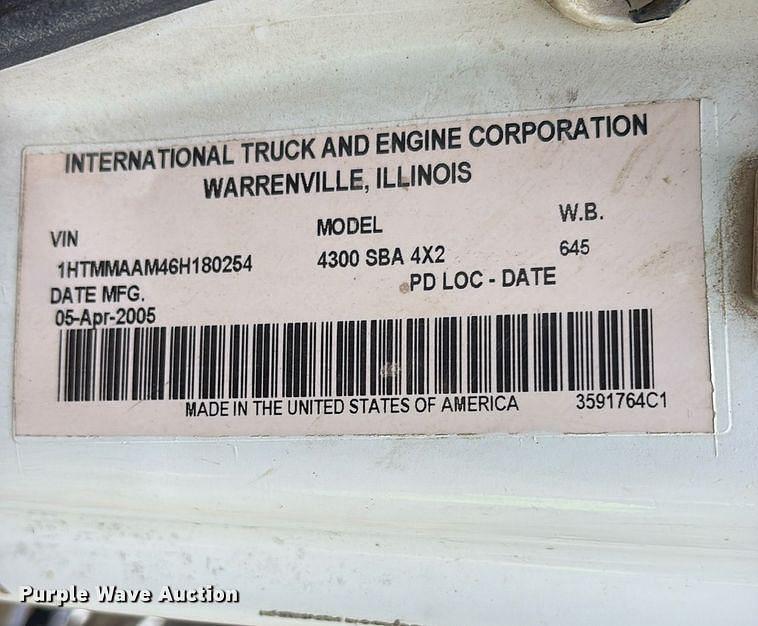 INTERNATIONAL TRUCK AND ENGINE CORPORATION
WARRENVILLE, ILLINOIS
VIN MODEL W.B.
1HTMMAAM46H180254 4300 SBA 4X2 645
DATE MFG. PD LOC - DATE
05-Apr-2005
MADE IN THE UNITED STATES OF AMERICA 3591764C1
Purple Wave Auction